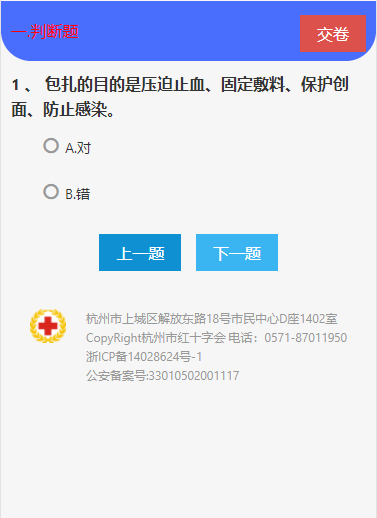 一.判断题
交卷
1 、 包扎的目的是压迫止血、固定敷料、保护创
面、防止感染。
A.对
B.错
上一题
下一题
杭州市上城区解放东路18号市民中心D座1402室
CopyRight杭州市红十字会 电话：0571-87011950
浙ICP备14028624号-1
公安备案号:33010502001117